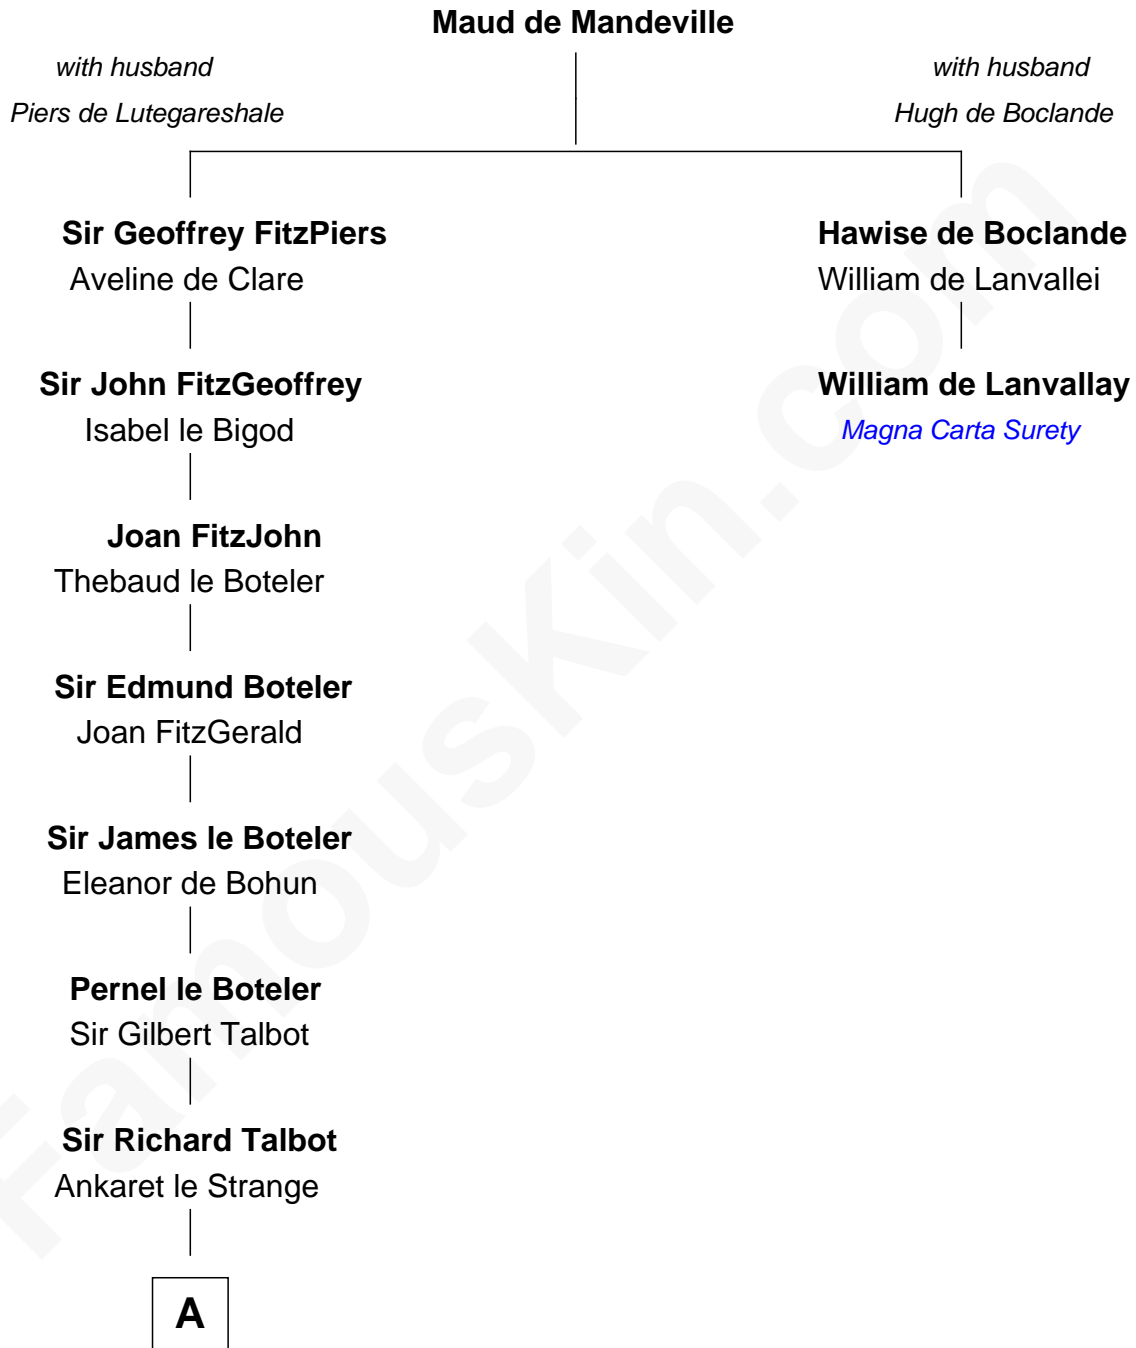 Maud de Mandeville
with husband
Piers de Lutegareshale
with husband
Hugh de Boclande
Sir Geoffrey FitzPiers
Aveline de Clare
Hawise de Boclande
William de Lanvallei
Sir John FitzGeoffrey
Isabel le Bigod
William de Lanvallay
Magna Carta Surety
Joan FitzJohn
Thebaud le Boteler
Sir Edmund Boteler
Joan FitzGerald
Sir James le Boteler
Eleanor de Bohun
Pernel le Boteler
Sir Gilbert Talbot
Sir Richard Talbot
Ankaret le Strange
A
FamousKin.com